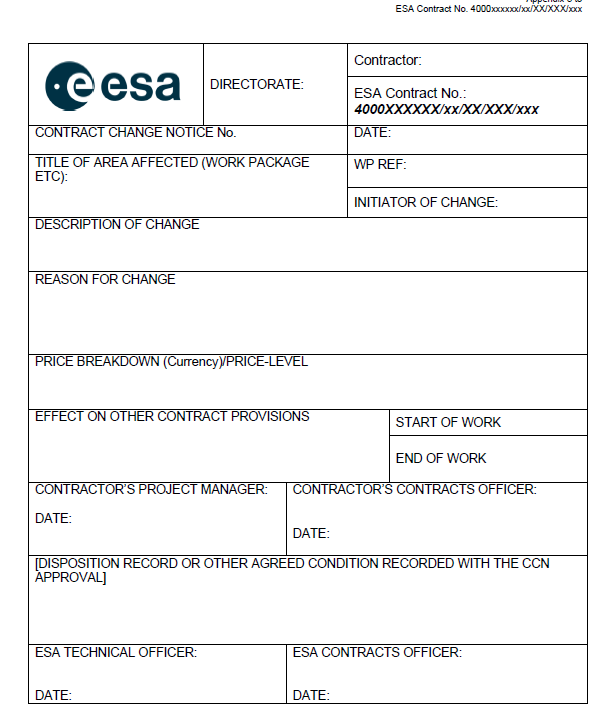 ESA Contract No. 4000xxxxxx/xx/XX/XXX/xxx
esa
DIRECTORATE:
Contractor:
ESA Contract No.:
4000XXXXXX/xx/XX/XXX/xxx
CONTRACT CHANGE NOTICE No.
DATE:
TITLE OF AREA AFFECTED (WORK PACKAGE
ETC):
WP REF:
INITIATOR OF CHANGE:
DESCRIPTION OF CHANGE
REASON FOR CHANGE
PRICE BREAKDOWN (Currency)/PRICE-LEVEL
EFFECT ON OTHER CONTRACT PROVISIONS
START OF WORK
END OF WORK
CONTRACTOR'S PROJECT MANAGER:
DATE:
CONTRACTOR'S CONTRACTS OFFICER:
DATE:
[DISPOSITION RECORD OR OTHER AGREED CONDITION RECORDED WITH THE CCN
APPROVAL]
ESA TECHNICAL OFFICER:
DATE:
ESA CONTRACTS OFFICER:
DATE: